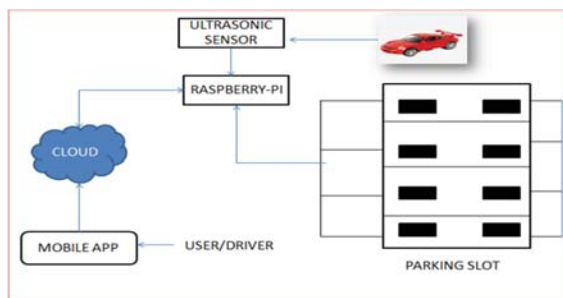 ULTRASONIC
SENSOR
RASPBERRY-PI
CLOUD
MOBILE APP
USER/DRIVER
PARKING SLOT